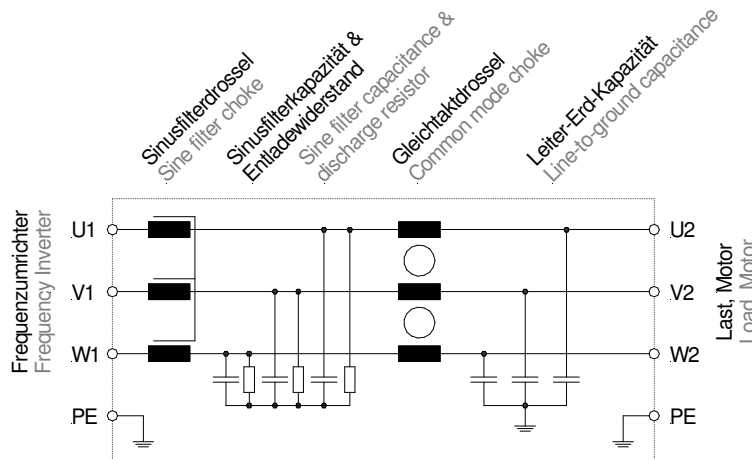 Sinusfilterdrossel
Sine filter choke
Sinusfilterkapazität &
Entladewiderstand
Sine filter capacitance &
discharge resistor
Gleichtaktdrossel
Common mode choke
Leiter-Erd-Kapazität
Line-to-ground capacitance
Frequenzumrichter
Frequency Inverter
U1
V1
W1
PE
U2
V2
W2
PE
Last, Motor
Load, Motor